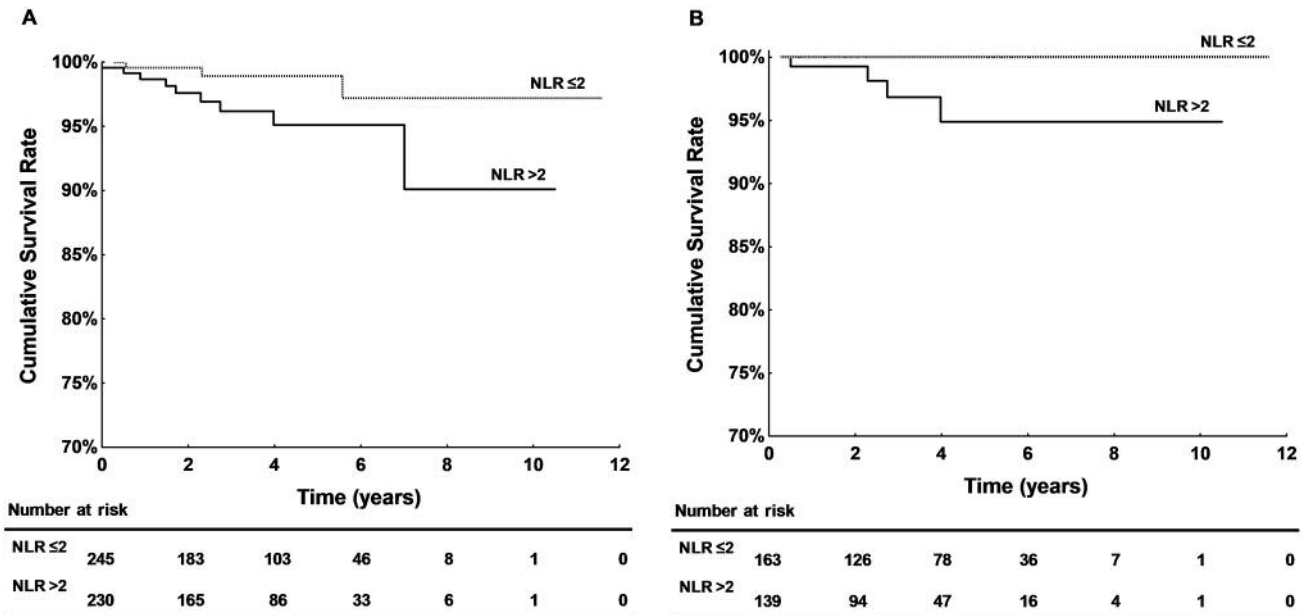 A
100%
95%
90%
85%
80%
75%
70%
Cumulative Survival Rate
NLR ≤2
NLR >2
0 2 4 6 8 10 12
Time (years)
Number at risk
NLR ≤2 245 183 103 46 8 1 0
NLR >2 230 165 86 33 6 1 0
B
100%
95%
90%
85%
80%
75%
70%
Cumulative Survival Rate
NLR ≤2
NLR >2
0 2 4 6 8 10 12
Time (years)
Number at risk
NLR ≤2 163 126 78 36 7 1 0
NLR >2 139 94 47 16 4 1 0